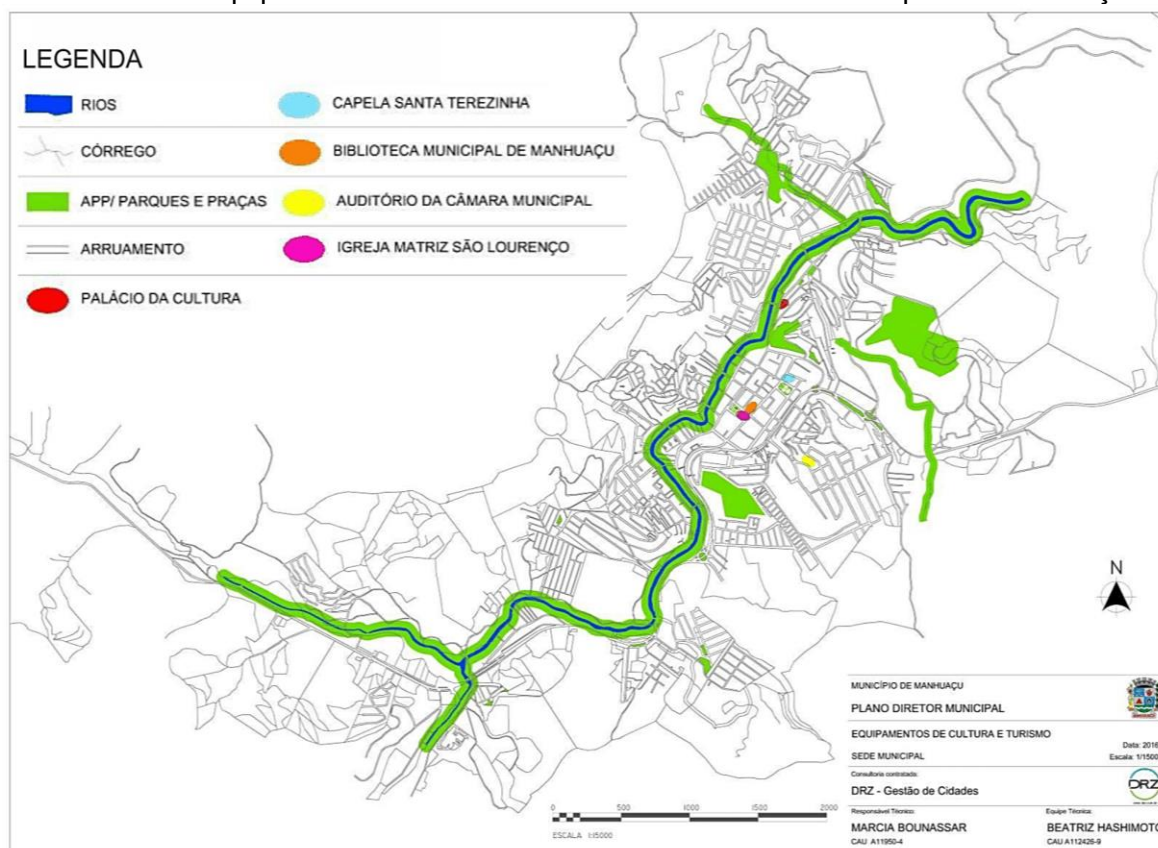 LEGENDA
RIOS
CÓRREGO
APP/ PARQUES E PRAÇAS
ARRUAMENTO
PALÁCIO DA CULTURA
CAPELA SANTA TEREZINHA
BIBLIOTECA MUNICIPAL DE MANHUAÇU
AUDITÓRIO DA CÂMARA MUNICIPAL
IGREJA MATRIZ SÃO LOURENÇO
N
0 500 1000 1500 2000
ESCALA 1:15000
MUNICÍPIO DE MANHUAÇU
PLANO DIRETOR MUNICIPAL
EQUIPAMENTOS DE CULTURA E TURISMO
SEDE MUNICIPAL
Data: 2016
Escala: 1/1500
Consultoria contratada:
DRZ - Gestão de Cidades
DRZ
Responsável Técnico:
MARCIA BOUNASSAR
CAU A11950-4
Equipe Técnica:
BEATRIZ HASHIMOTO
CAU A112426-9